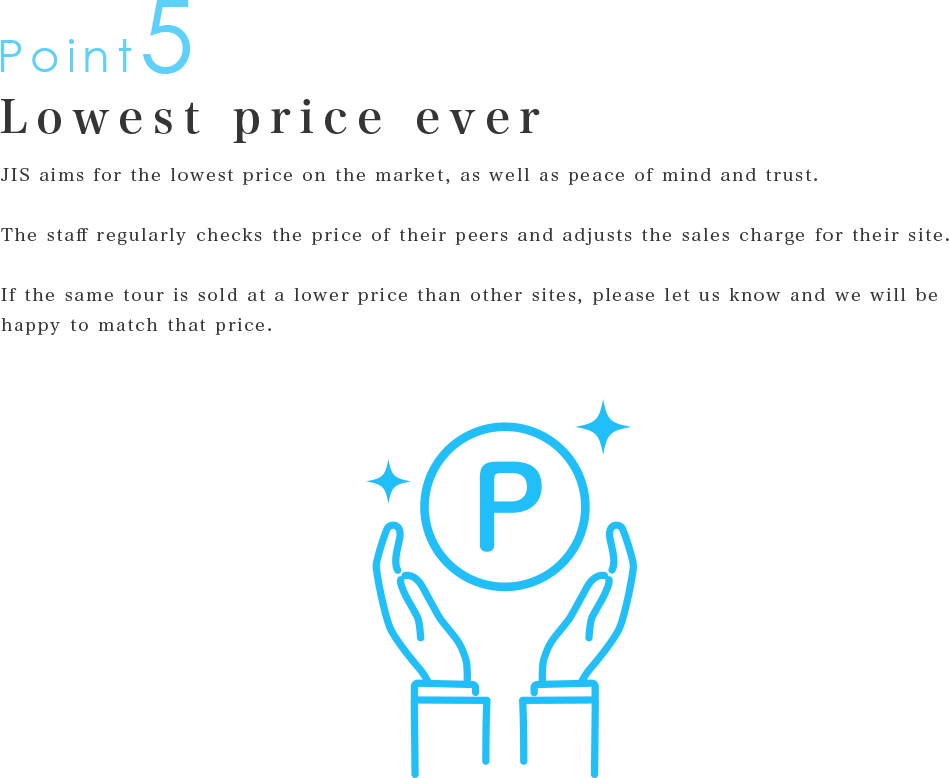 Point5
Lowest price ever
JIS aims for the lowest price on the market, as well as peace of mind and trust.
The staff regularly checks the price of their peers and adjusts the sales charge for their site.
If the same tour is sold at a lower price than other sites, please let us know and we will be
happy to match that price.
P